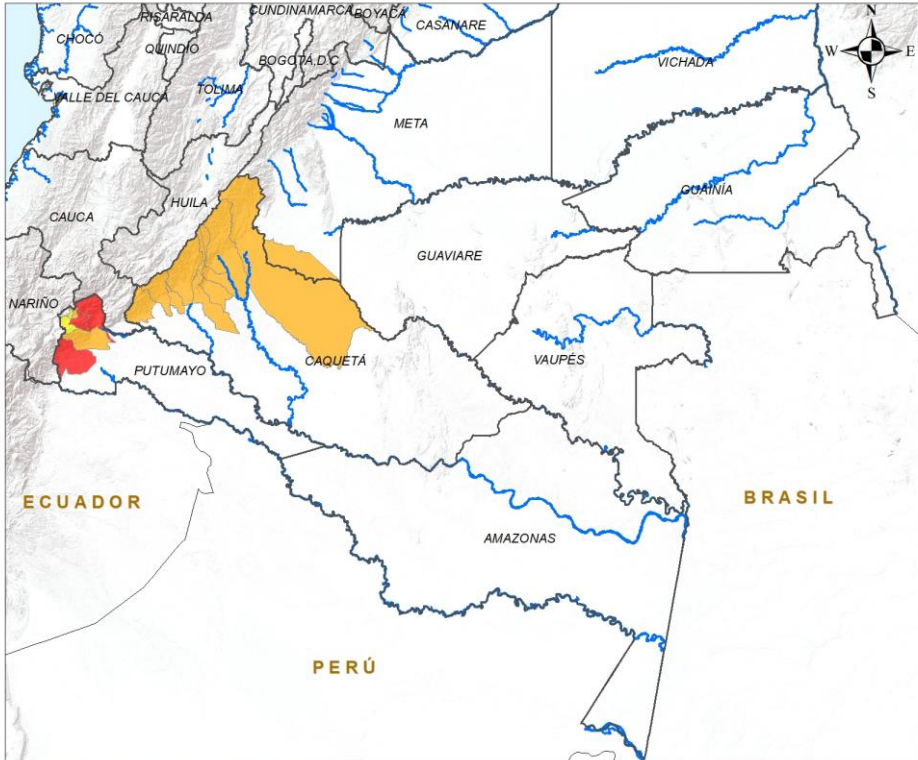 CUNDINAMARCA
BOYACÁ
RISARALDA
CASANARE
N
CHOCÓ
QUINDIO
BOGOTÁ D.C
W
E
VICHADA
S
VALLE DEL CAUCA
TOLIMA
META
HUILA
GUAINÍA
CAUCA
GUAVIARE
NARIÑO
CAQUETÁ
VAUPÉS
PUTUMAYO
ECUADOR
BRASIL
AMAZONAS
PERÚ